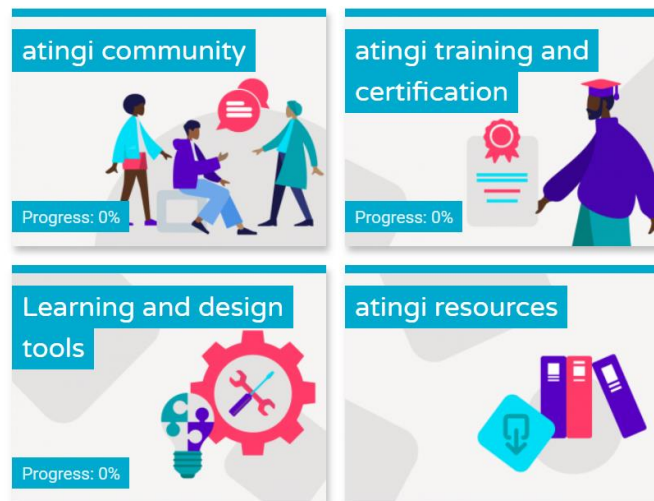 atingi community
Progress: 0%
atingi training and
certification
Progress: 0%
Learning and design
tools
Progress: 0%
atingi resources